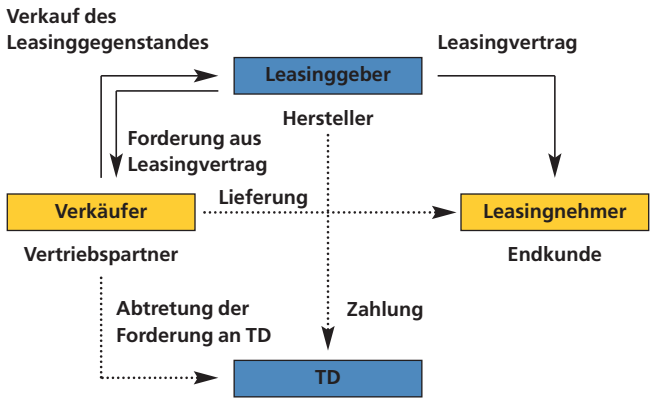 Verkauf des
Leasinggegenstandes
Leasingvertrag
Leasinggeber
Hersteller
Forderung aus
Leasingvertrag
Verkäufer
Lieferung
Leasingnehmer
Vertriebspartner
Endkunde
Abtretung der
Forderung an TD
Zahlung
TD